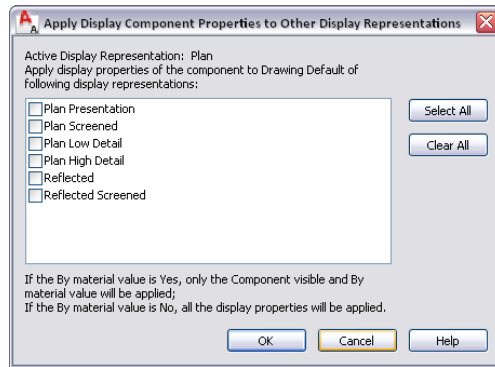 Apply Display Component Properties to Other Display Representations
Active Display Representation: Plan
Apply display properties of the component to Drawing Default of
following display representations:
Plan Presentation
Plan Screened
Plan Low Detail
Plan High Detail
Reflected
Reflected Screened
Select All
Clear All
If the By material value is Yes, only the Component visible and By
material value will be applied;
If the By material value is No, all the display properties will be applied.
OK
Cancel
Help